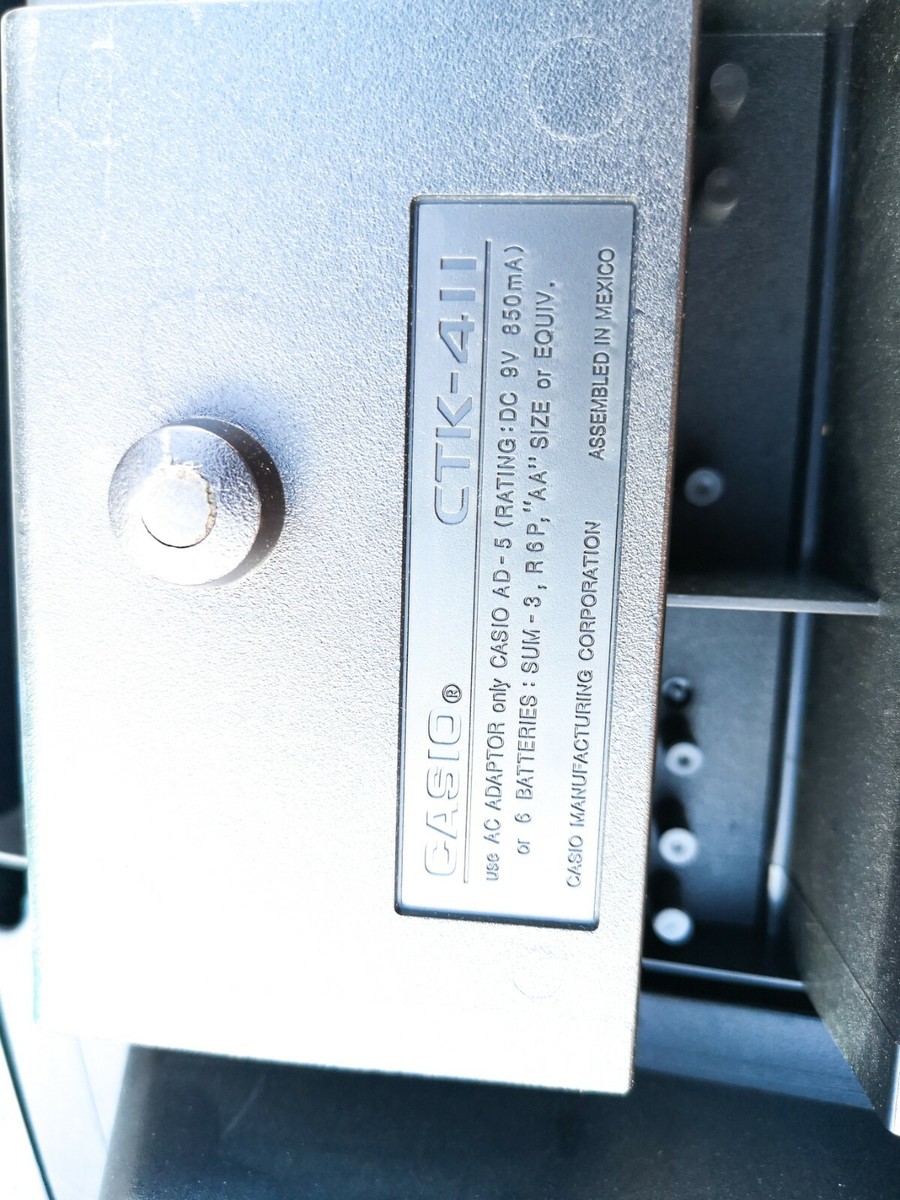 CASIO® CTK-411
use AC ADAPTOR only CASIO AD-5 (RATING:DC 9V 850mA)
or 6 BATTERIES:SUM-3, R6P, "AA" SIZE or EQUIV.
CASIO MANUFACTURING CORPORATION ASSEMBLED IN MEXICO